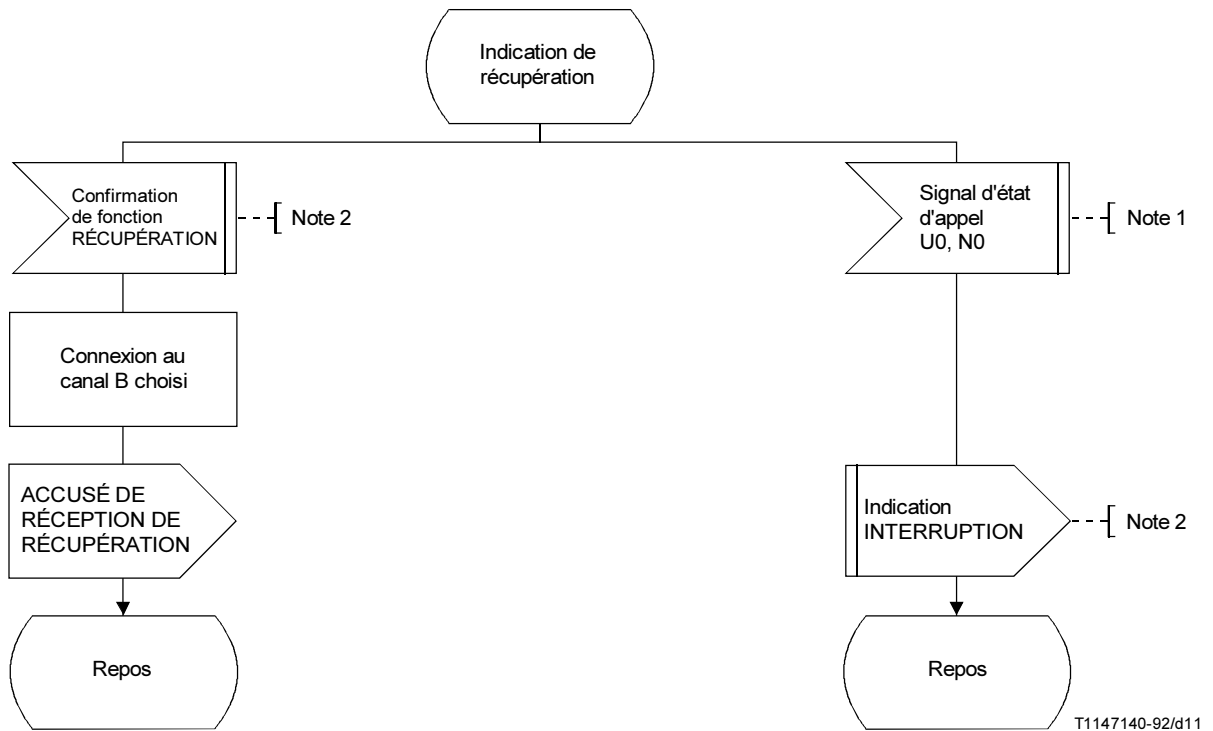 Indication de
récupération
Confirmation
de fonction
RÉCUPÉRATION
Note 2
Signal d'état
d'appel
U0, N0
Note 1
Connexion au
canal B choisi
ACCUSÉ DE
RÉCEPTION DE
RÉCUPÉRATION
Indication
INTERRUPTION
Note 2
Repos
Repos
T1147140-92/d11